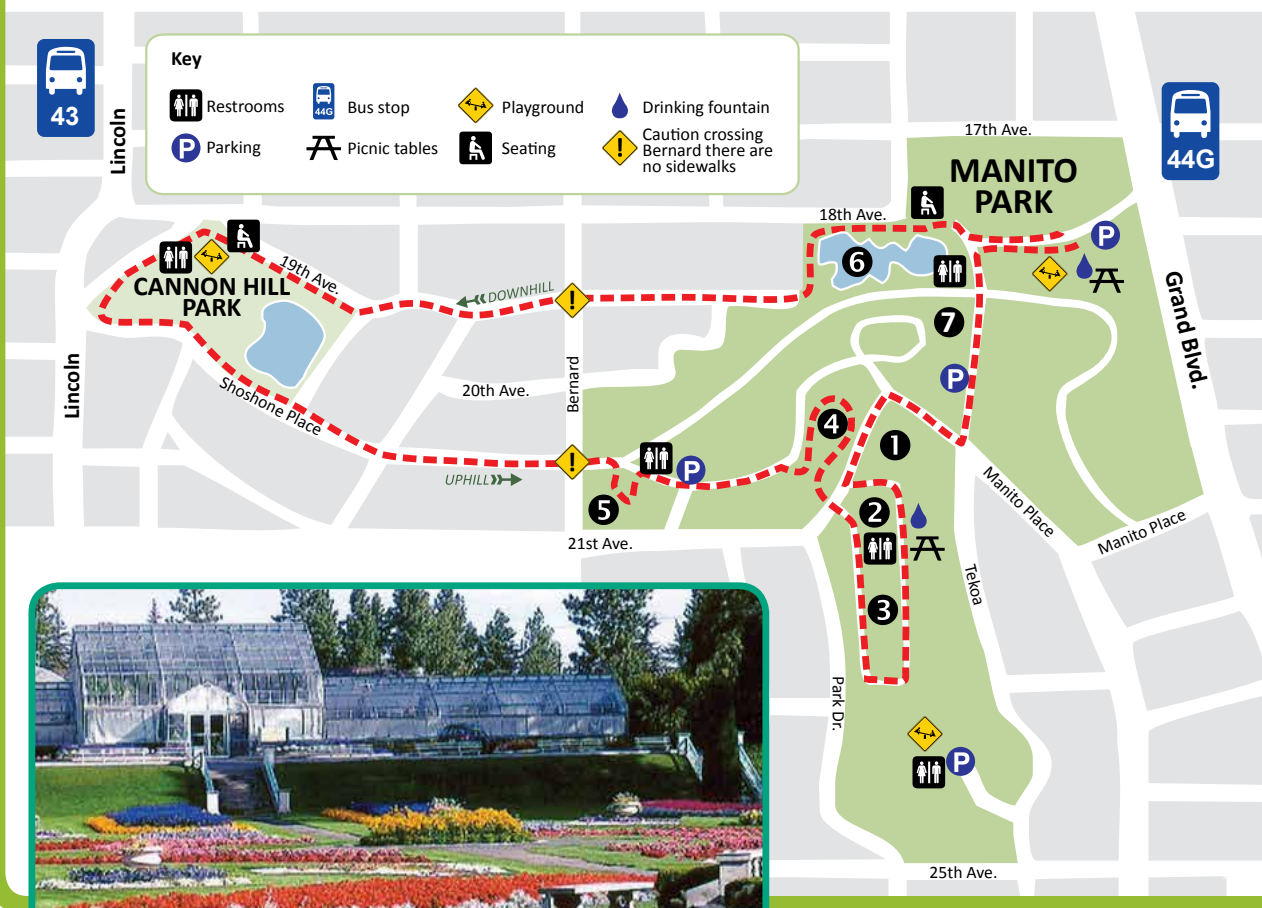 43
Key
Restrooms
44G
Bus stop
Playground
Drinking fountain
P
Parking
Picnic tables
Seating
!
Caution crossing
Bernard there are
no sidewalks
44G
Lincoln
17th Ave.
MANITO
PARK
18th Ave.
P
19th Ave.
CANNON HILL
PARK
DOWNHILL
!
6
7
Grand Blvd.
Lincoln
Shoshone Place
20th Ave.
Bernard
P
4
1
UPHILL
!
P
5
2
Manito Place
Manito Place
21st Ave.
3
Tekoa
Park Dr.
P
25th Ave.